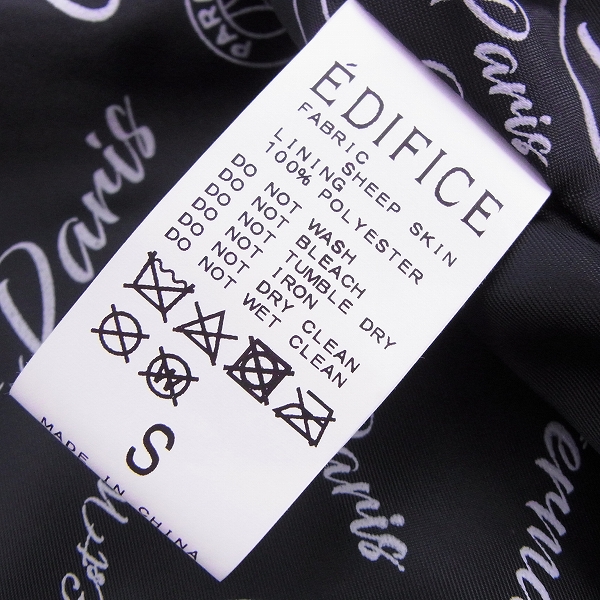 ÉDIFICE
FABRIC SHEEP SKIN
LINING
100% POLYESTER
DO NOT WASH
DO NOT BLEACH
DO NOT TUMBLE DRY
DO NOT IRON
DO NOT DRY CLEAN
DO NOT WET CLEAN
W
S
MADE IN CHINA
Paris
Paris
Paris
Paris